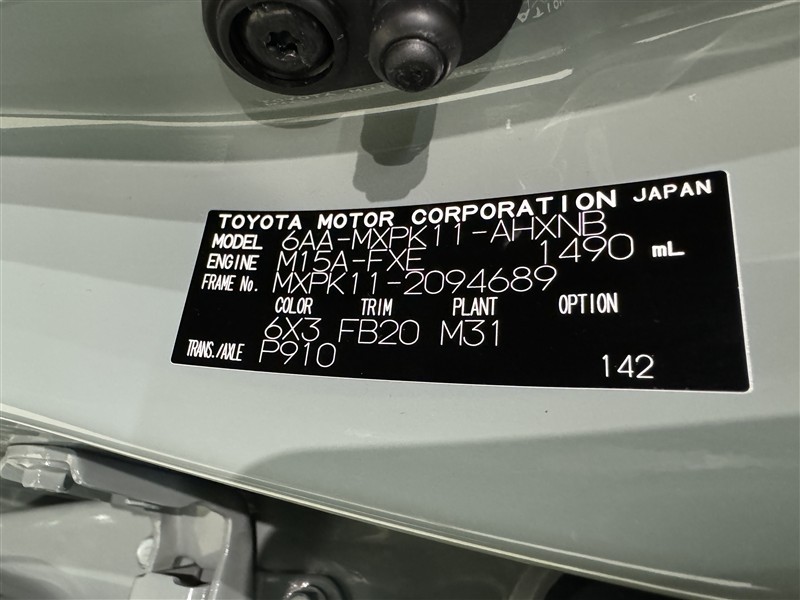 TOYOTA MOTOR CORPORATION JAPAN
MODEL 6AA-MXPK11-AHXNB
ENGINE M15A-FXE 1490 mL
FRAME No. MXPK11-2094689
COLOR TRIM PLANT OPTION
6X3 FB20 M31
TRANS./AXLE P910 142